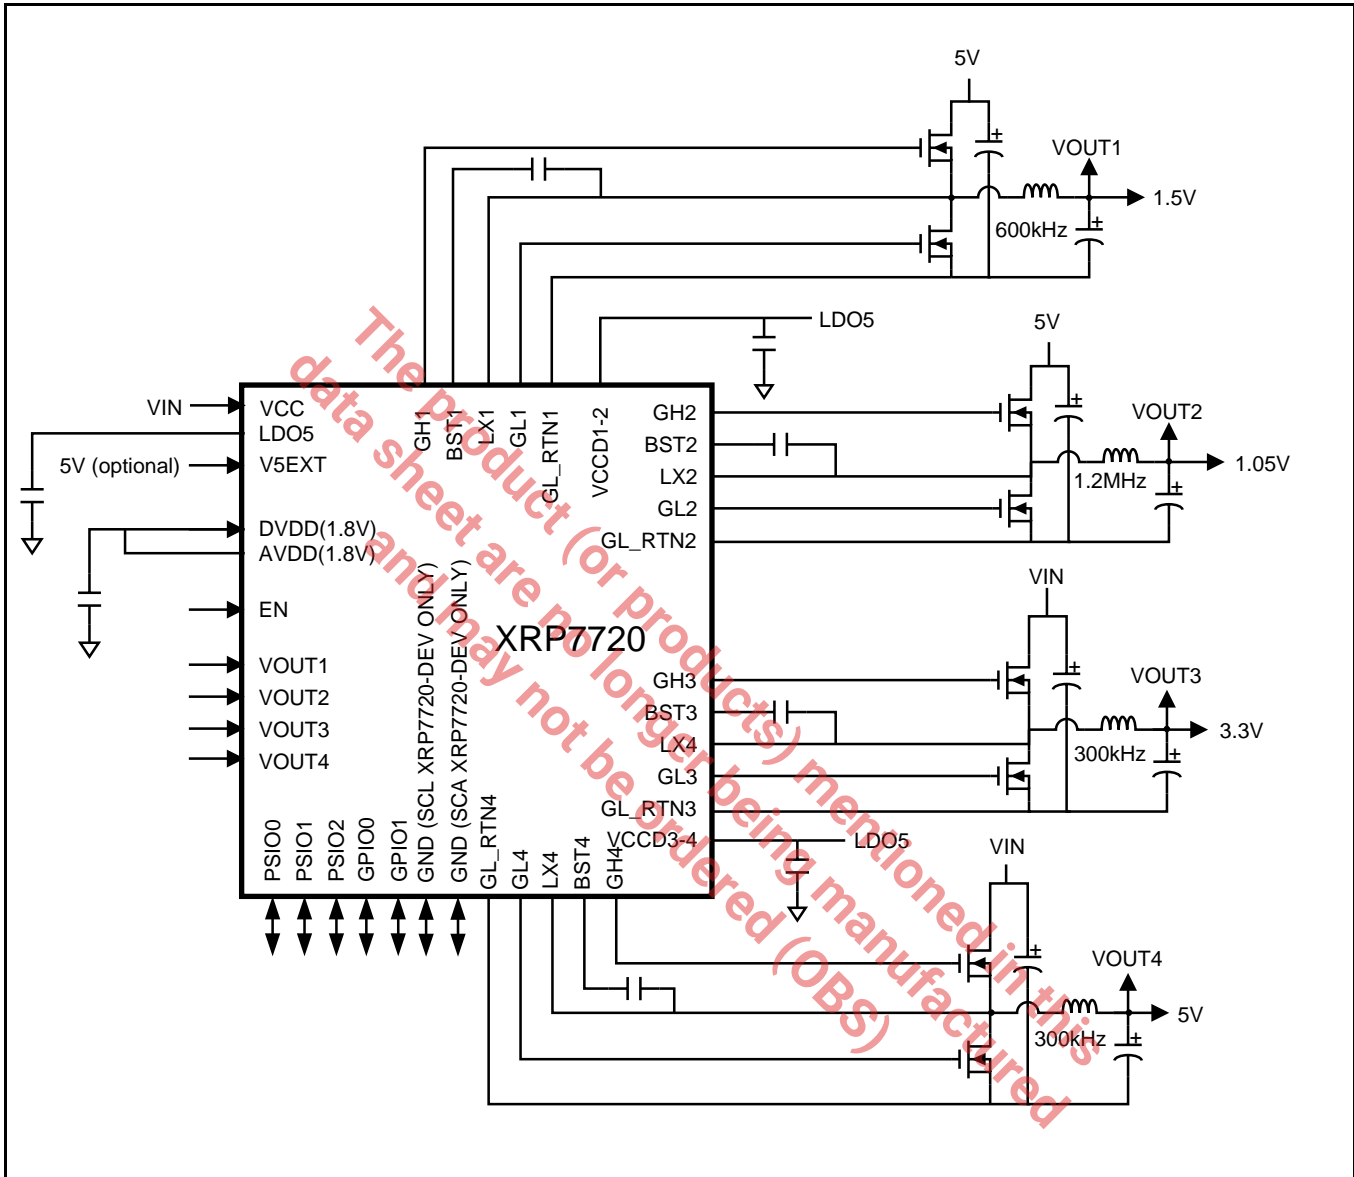 5V
VOUT1
1.5V
600kHz
LDO5
5V
VOUT2
1.05V
1.2MHz
VIN
VCC
LDO5
5V (optional)
V5EXT
DVDD(1.8V)
AVDD(1.8V)
EN
VOUT1
VOUT2
VOUT3
VOUT4
GH1
BST1
LX1
GL1
GL_RTN1
VCCD1-2
GH2
BST2
LX2
GL2
GL_RTN2
XRP7720
GH3
BST3
LX4
GL3
GL_RTN3
VCCD3-4
LDO5
VIN
VOUT3
3.3V
300kHz
PSIO0
PSIO1
PSIO2
GPIO0
GPIO1
GND (SCL XRP7720-DEV ONLY)
GND (SCA XRP7720-DEV ONLY)
GL_RTN4
GL4
LX4
BST4
GH4
VIN
VOUT4
5V
300kHz
The product (or products) mentioned in this
data sheet are no longer being manufactured
and may not be ordered (OBS)